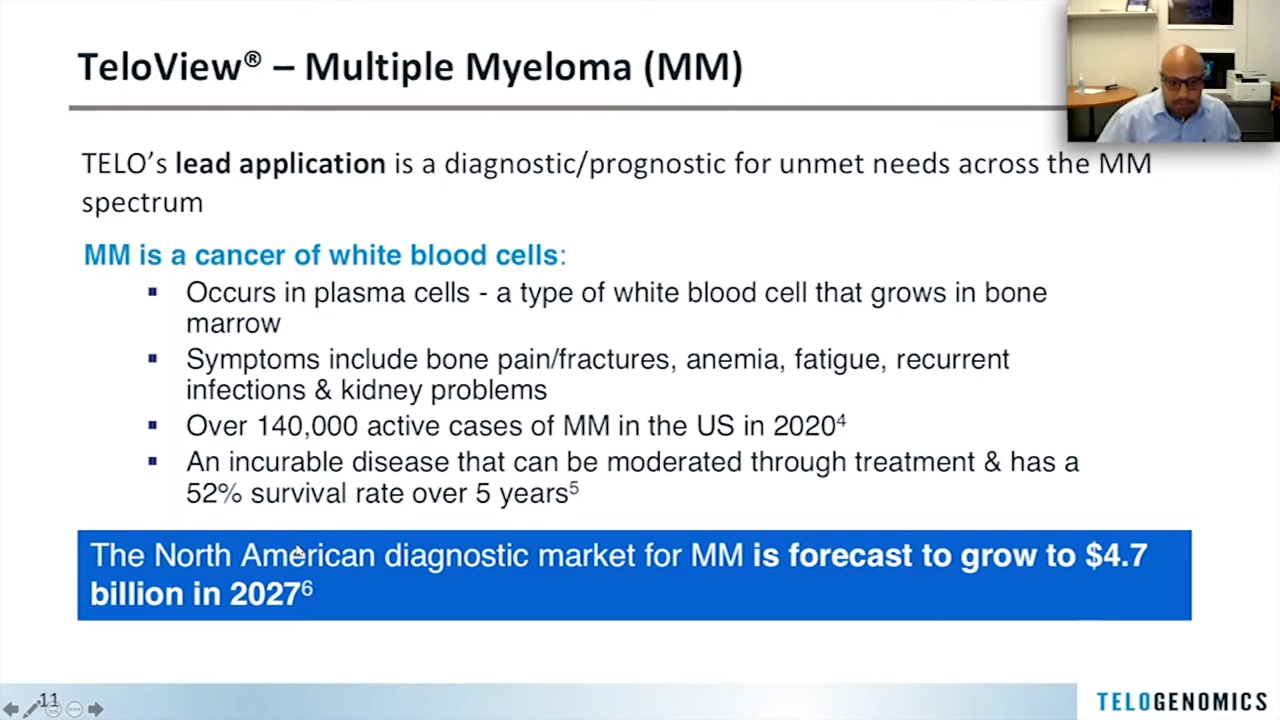 TeloView® – Multiple Myeloma (MM)
TELO’s lead application is a diagnostic/prognostic for unmet needs across the MM
spectrum
MM is a cancer of white blood cells:
▪ Occurs in plasma cells - a type of white blood cell that grows in bone
marrow
▪ Symptoms include bone pain/fractures, anemia, fatigue, recurrent
infections & kidney problems
▪ Over 140,000 active cases of MM in the US in 2020⁴
▪ An incurable disease that can be moderated through treatment & has a
52% survival rate over 5 years⁵
The North American diagnostic market for MM is forecast to grow to $4.7
billion in 2027⁶
11
TELOGENOMICS